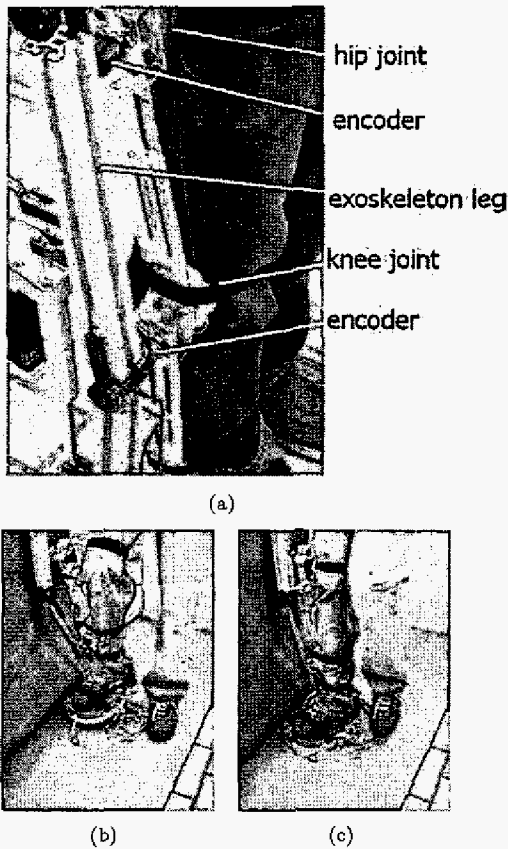 hip joint
encoder
exoskeleton leg
knee joint
encoder
(a)
(b)
(c)